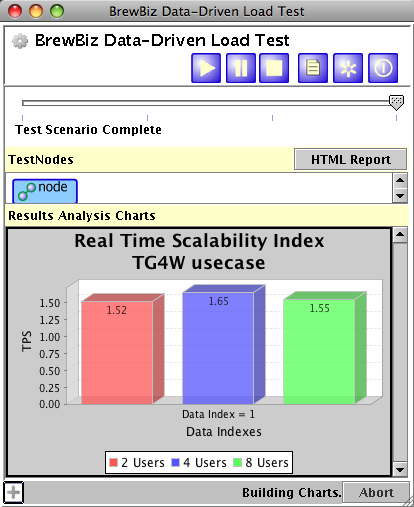 BrewBiz Data-Driven Load Test
BrewBiz Data-Driven Load Test
Test Scenario Complete
TestNodes
HTML Report
node
Results Analysis Charts
Real Time Scalability Index
TG4W usecase
TPS
1.50
1.25
1.00
0.75
0.50
0.25
0.00
1.52
1.65
1.55
Data Index = 1
Data Indexes
2 Users 4 Users 8 Users
Building Charts. Abort